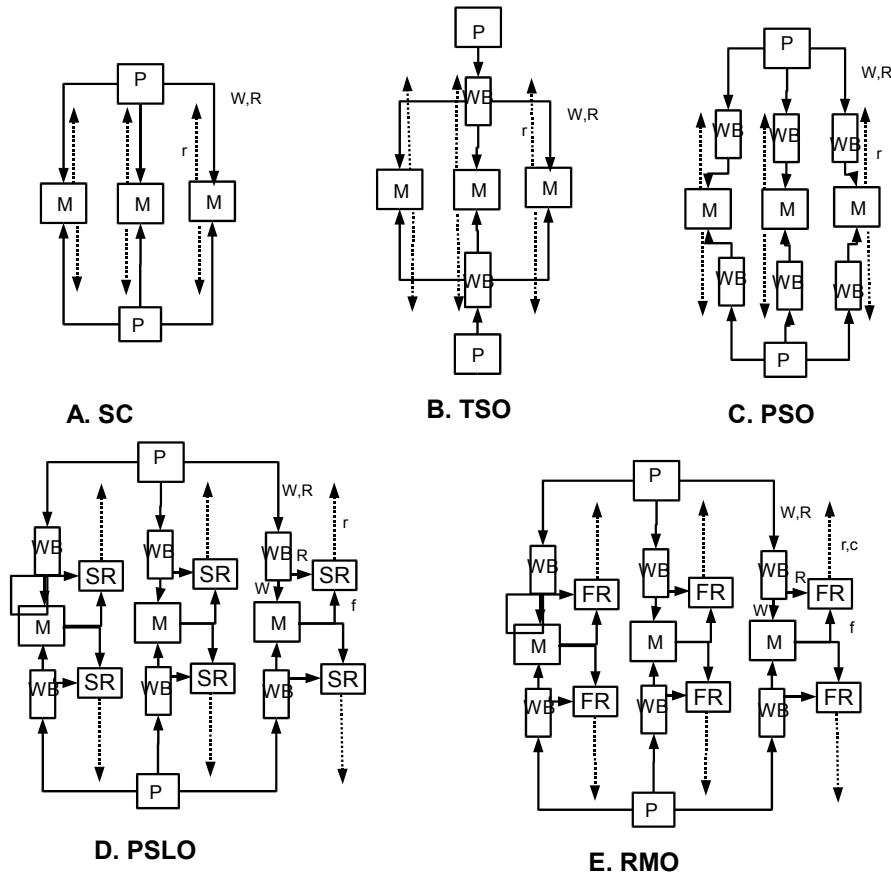 P
W,R
r
M M M
P
A. SC
P
WB
W,R
r
M M M
WB
P
B. TSO
P
W,R
WB WB WB
r
M M M
WB WB WB
P
C. PSO
P
W,R
r
WB WB WB R
SR SR SR
W
M M M f
WB SR WB SR WB SR
P
D. PSLO
P
W,R
r,c
WB WB WB R
FR FR FR
W
M M M f
WB FR WB FR WB FR
P
E. RMO